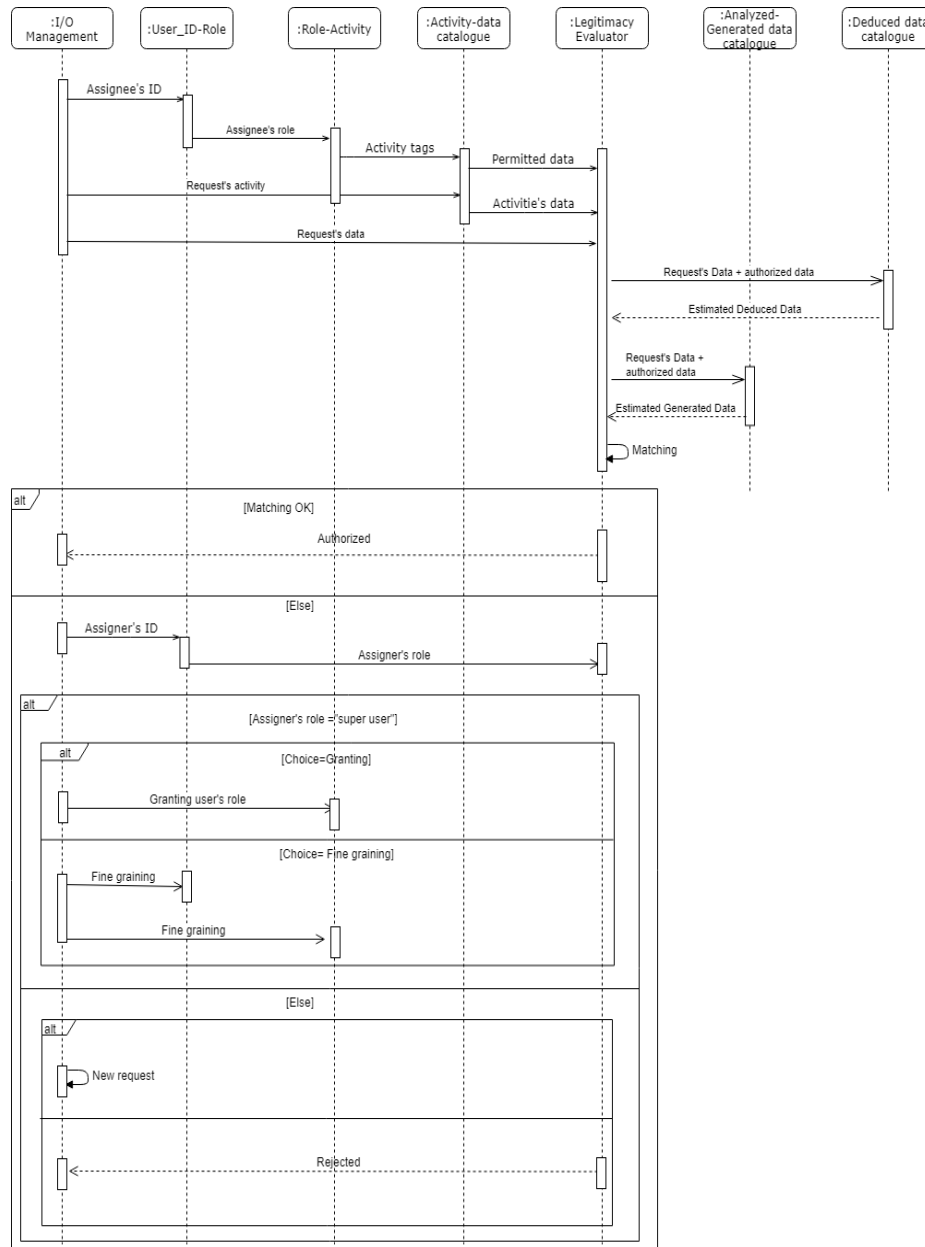 :I/O
Management
:User_ID-Role
:Role-Activity
:Activity-data
catalogue
:Legitimacy
Evaluator
:Analyzed-
Generated data
catalogue
:Deduced data
catalogue
Assignee's ID
Assignee's role
Activity tags
Permitted data
Request's activity
Activitie's data
Request's data
Request's Data + authorized data
Estimated Deduced Data
Request's Data +
authorized data
Estimated Generated Data
Matching
alt
[Matching OK]
Authorized
[Else]
Assigner's ID
Assigner's role
alt
[Assigner's role ="super user"]
alt
[Choice=Granting]
Granting user's role
[Choice= Fine graining]
Fine graining
Fine graining
[Else]
alt
New request
Rejected